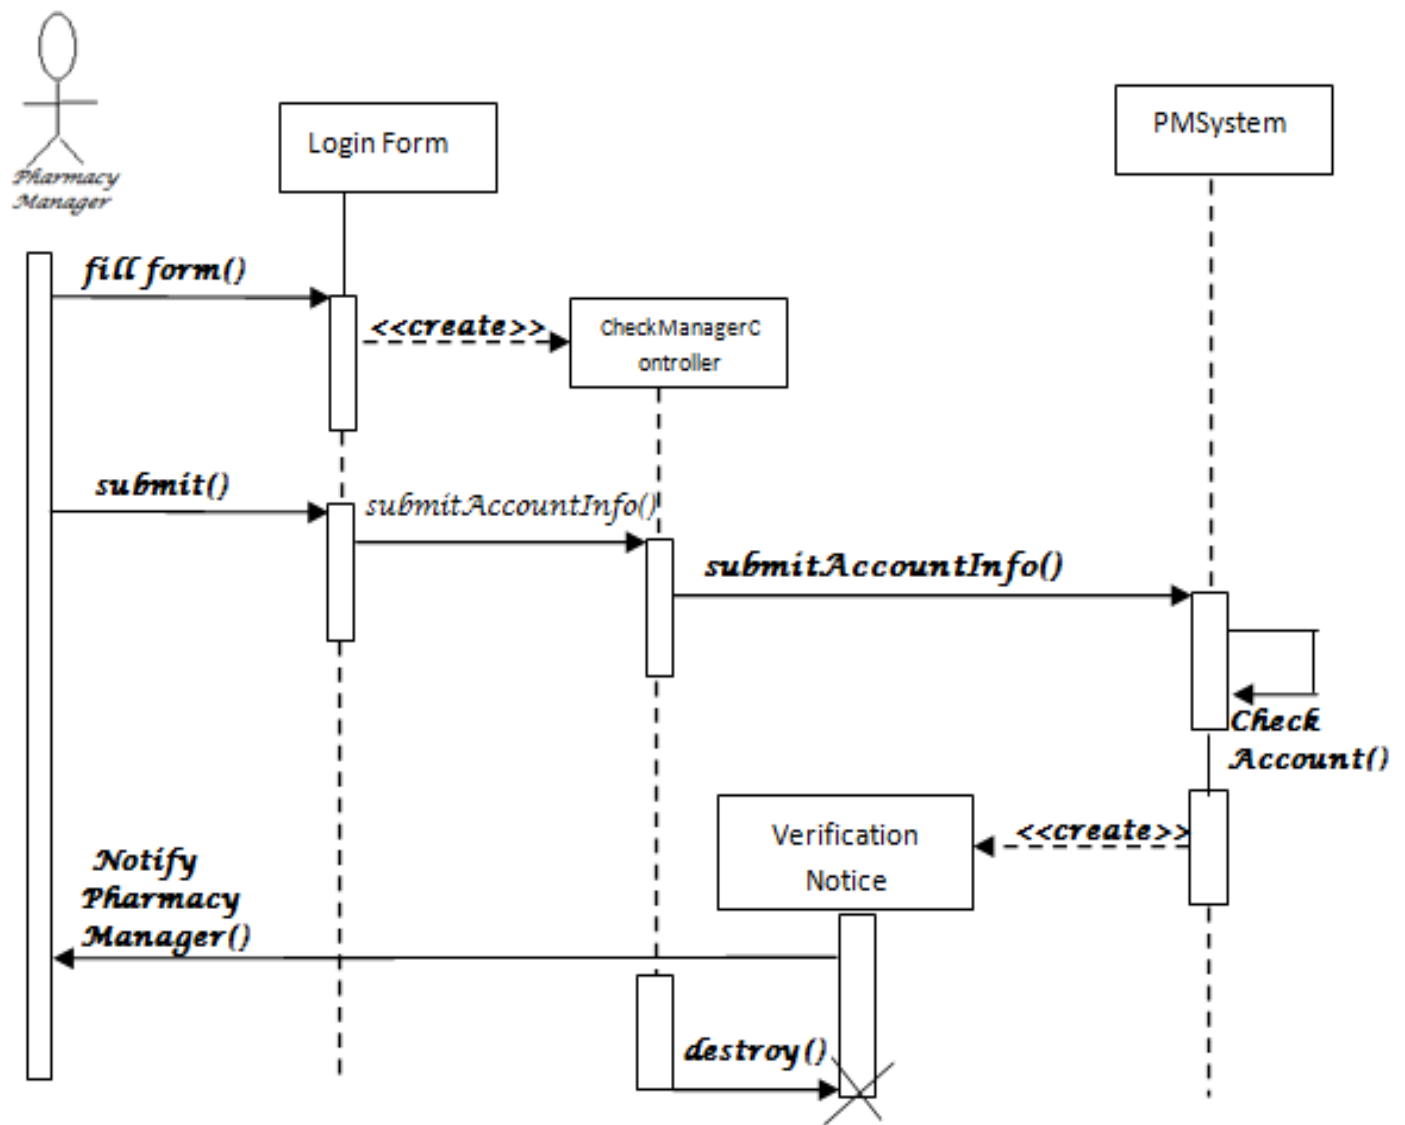 Pharmacy
Manager
Login Form
PMSystem
fill form()
<<create>>
CheckManagerC
ontroller
submit()
submitAccountInfo()
submitAccountInfo()
Check
Account()
Verification
Notice
<<create>>
Notify
Pharmacy
Manager()
destroy()